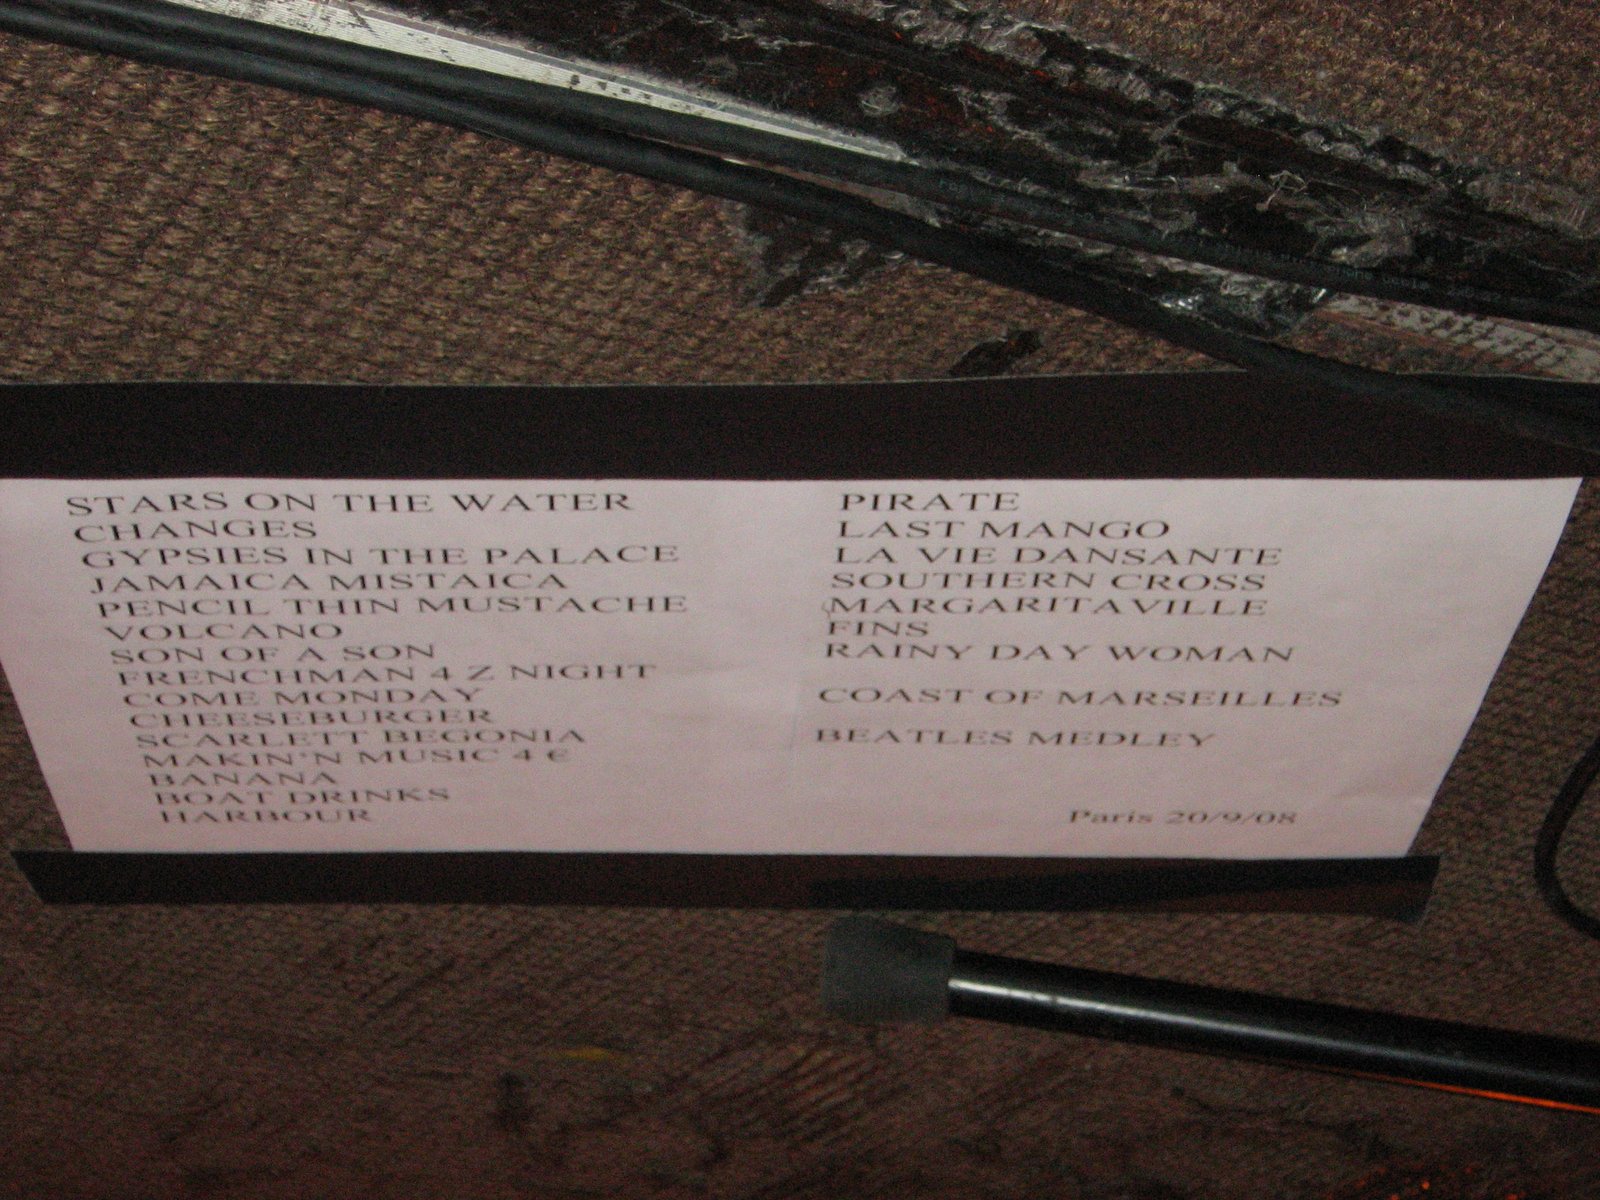 STARS ON THE WATER
CHANGES
GYPSIES IN THE PALACE
JAMAICA MISTAICA
PENCIL THIN MUSTACHE
VOLCANO
SON OF A SON
FRENCHMAN 4 Z NIGHT
COME MONDAY
CHEESEBURGER
SCARLETT BEGONIA
MAKIN'N MUSIC 4 €
BANANA
BOAT DRINKS
HARBOUR
PIRATE
LAST MANGO
LA VIE DANSANTE
SOUTHERN CROSS
MARGARITAVILLE
FINS
RAINY DAY WOMAN
COAST OF MARSEILLES
BEATLES MEDLEY
Paris 20/9/08